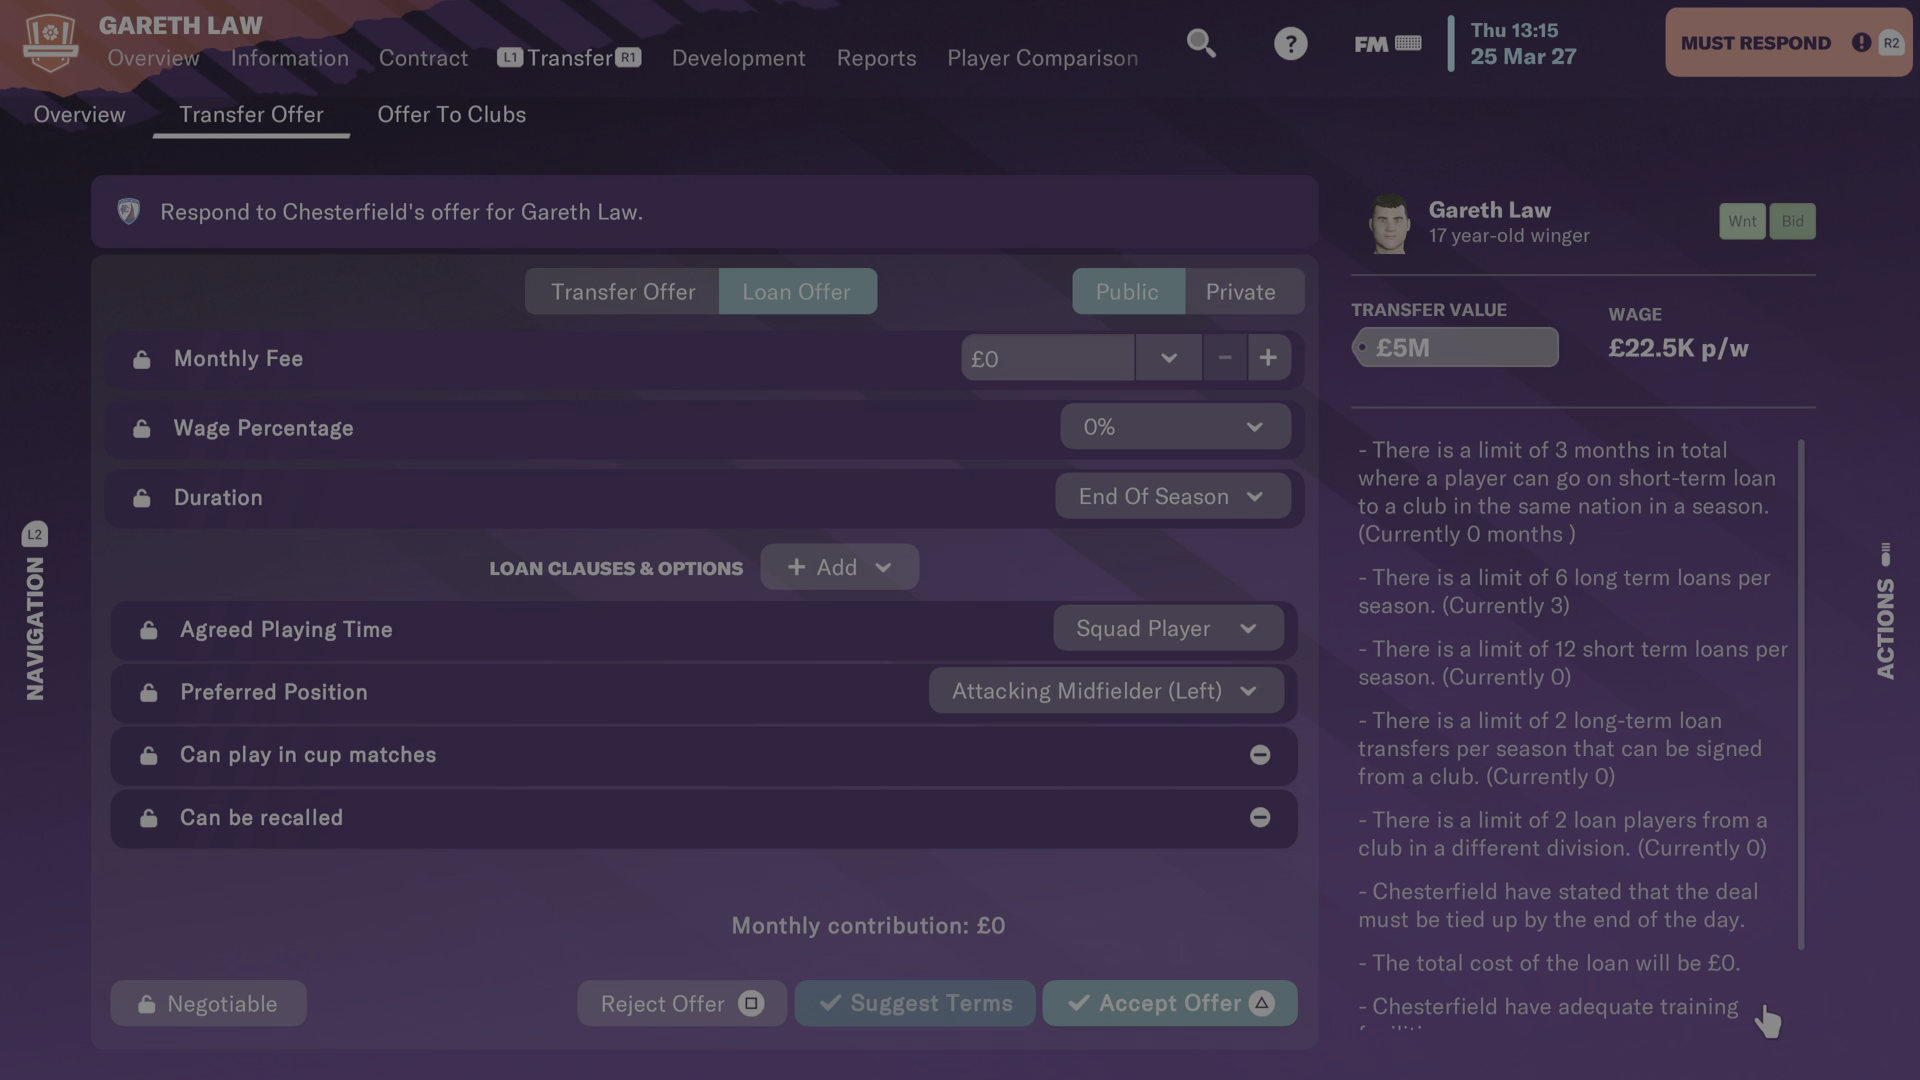 GARETH LAW
Overview
Information
Contract
L1 Transfer R1
Development
Reports
Player Comparison
?
FM
Thu 13:15
25 Mar 27
MUST RESPOND
R2
Overview
Transfer Offer
Offer To Clubs
Respond to Chesterfield's offer for Gareth Law.
Transfer Offer
Loan Offer
Public
Private
Monthly Fee
£0
Wage Percentage
0%
Duration
End Of Season
LOAN CLAUSES & OPTIONS
+ Add
Agreed Playing Time
Squad Player
Preferred Position
Attacking Midfielder (Left)
Can play in cup matches
Can be recalled
Monthly contribution: £0
Negotiable
Reject Offer
Suggest Terms
Accept Offer
Gareth Law
17 year-old winger
Wnt
Bid
TRANSFER VALUE
£5M
WAGE
£22.5K p/w
- There is a limit of 3 months in total
where a player can go on short-term loan
to a club in the same nation in a season.
(Currently 0 months )
- There is a limit of 6 long term loans per
season. (Currently 3)
- There is a limit of 12 short term loans per
season. (Currently 0)
- There is a limit of 2 long-term loan
transfers per season that can be signed
from a club. (Currently 0)
- There is a limit of 2 loan players from a
club in a different division. (Currently 0)
- Chesterfield have stated that the deal
must be tied up by the end of the day.
- The total cost of the loan will be £0.
- Chesterfield have adequate training
NAVIGATION
L2
ACTIONS